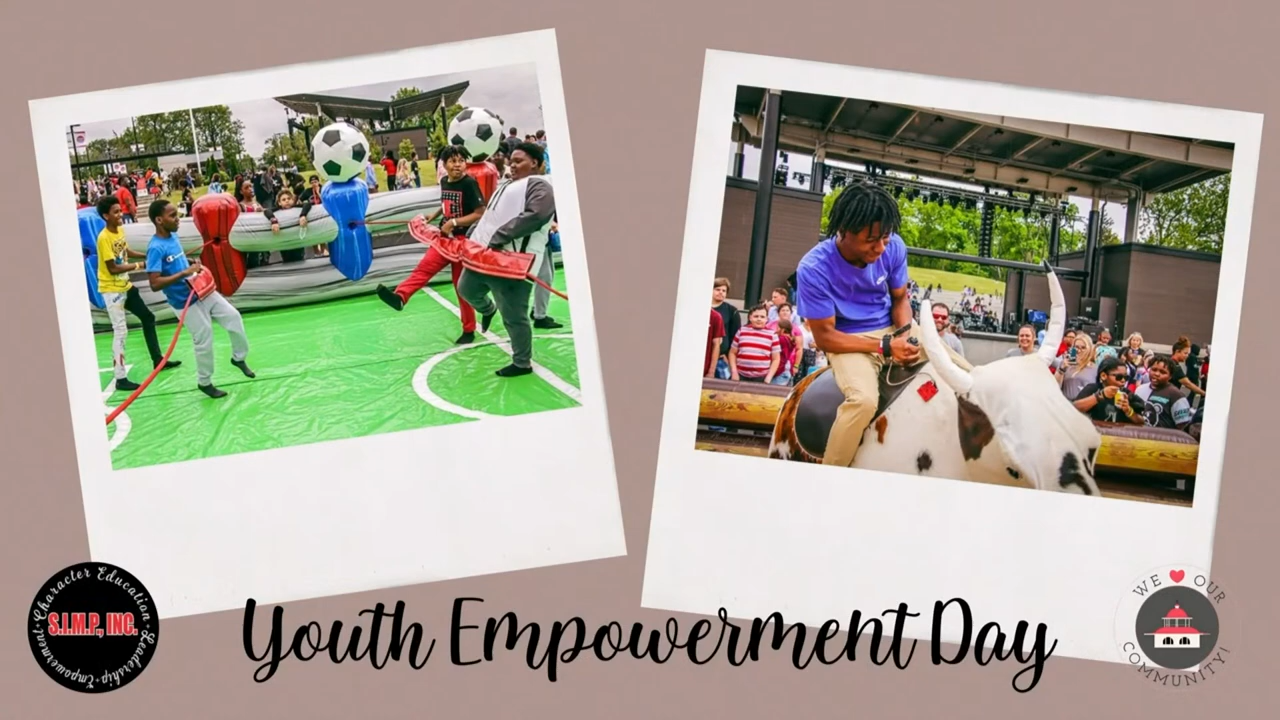 Youth Empowerment Day
Character Education
S.I.M.P., INC.
Empowerment
Leadership
WE ❤ OUR
COMMUNITY!